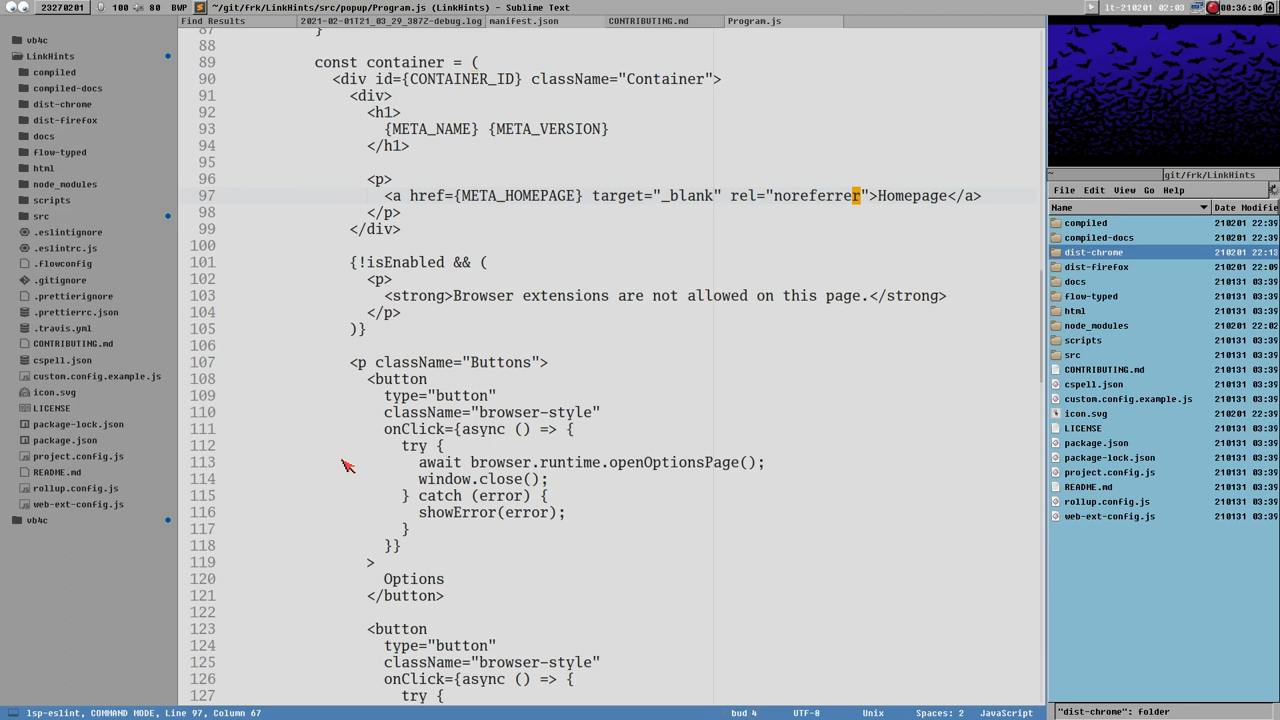 23270201 100 80 BWP ~/git/frk/LinkHints/src/popup/Program.js (LinkHints) - Sublime Text lt-210201 02:03 00:36:06
Find Results 2021-02-01T21_03_29_387Z-debug.log manifest.json CONTRIBUTING.md Program.js
vb4c
LinkHints
compiled
compiled-docs
dist-chrome
dist-firefox
docs
flow-typed
html
node_modules
scripts
src
.eslintignore
.eslintrc.js
.flowconfig
.gitignore
.prettierignore
.prettierrc.js
.travis.yml
CONTRIBUTING.md
cspell.json
custom.config.example.js
icon.svg
LICENSE
package-lock.json
package.json
project.config.js
README.md
rollup.config.js
web-ext-config.js
vb4c
87 }
88
89 const container = (
90 <div id={CONTAINER_ID} className="Container">
91 <div>
92 <h1>
93 {META_NAME} {META_VERSION}
94 </h1>
95
96 <p>
97 <a href={META_HOMEPAGE} target="_blank" rel="noreferrer">Homepage</a>
98 </p>
99 </div>
100
101 {!isEnabled && (
102 <p>
103 <strong>Browser extensions are not allowed on this page.</strong>
104 </p>
105 )}
106
107 <p className="Buttons">
108 <button
109 type="button"
110 className="browser-style"
111 onClick={async () => {
112 try {
113 await browser.runtime.openOptionsPage();
114 window.close();
115 } catch (error) {
116 showError(error);
117 }
118 }}
119 >
120 Options
121 </button>
122
123 <button
124 type="button"
125 className="browser-style"
126 onClick={async () => {
127 try {
~ git/frk/LinkHints
File Edit View Go Help
Name Date Modifie
compiled 210201 22:39
compiled-docs 210201 22:39
dist-chrome 210201 22:13
dist-firefox 210201 22:09
docs 210131 03:39
flow-typed 210131 03:39
html 210131 03:39
node_modules 210201 22:02
scripts 210131 03:39
src 210131 03:39
CONTRIBUTING.md 210131 03:39
cspell.json 210131 03:39
custom.config.example.js 210131 03:39
icon.svg 210201 22:39
LICENSE 210131 03:39
package.json 210131 03:39
package-lock.json 210131 03:39
project.config.js 210131 03:39
README.md 210131 03:39
rollup.config.js 210131 03:39
web-ext-config.js 210131 03:39
"dist-chrome": folder
lsp-eslint, COMMAND MODE, Line 97, Column 67 bud 4 UTF-8 Unix Spaces: 2 JavaScript